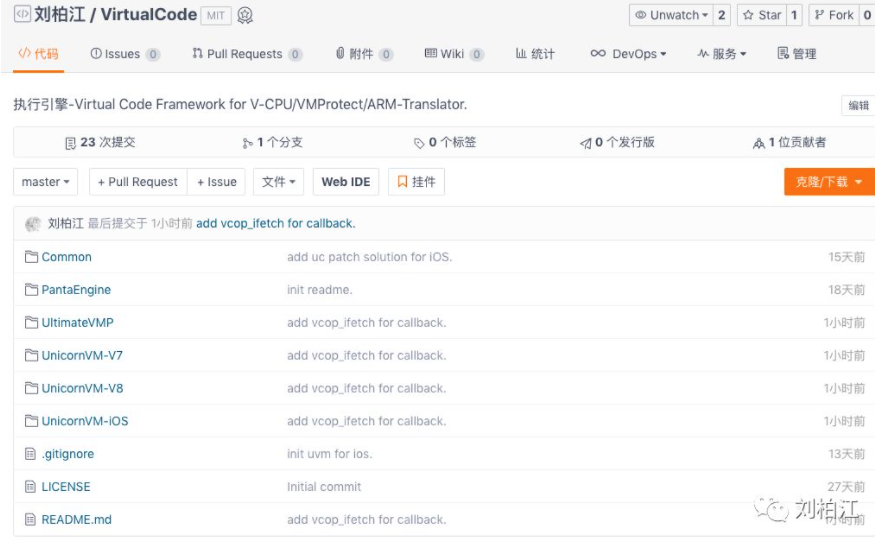 刘柏江 / VirtualCode MIT Unwatch 2 Star 1 Fork 0
代码 Issues 0 Pull Requests 0 附件 0 Wiki 0 统计 DevOps 服务 管理
执行引擎-Virtual Code Framework for V-CPU/VMProtect/ARM-Translator. 编辑
23 次提交 1 个分支 0 个标签 0 个发行版 1 位贡献者
master + Pull Request + Issue 文件 Web IDE 挂件 克隆/下载
刘柏江 最后提交于 1小时前 add vcop_ifetch for callback.
Common add uc patch solution for iOS. 15天前
PantaEngine init readme. 18天前
UltimateVMP add vcop_ifetch for callback. 1小时前
UnicornVM-V7 add vcop_ifetch for callback. 1小时前
UnicornVM-V8 add vcop_ifetch for callback. 1小时前
UnicornVM-iOS add vcop_ifetch for callback. 1小时前
.gitignore init uvm for ios. 13天前
LICENSE Initial commit 27天前
README.md add vcop_ifetch for callback. 1小时前
刘柏江